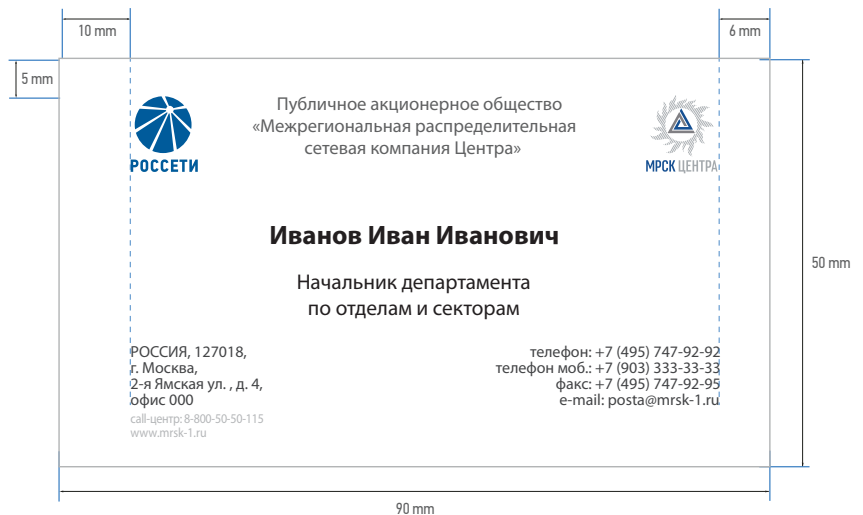 10 mm
6 mm
5 mm
Публичное акционерное общество
«Межрегиональная распределительная
сетевая компания Центра»
РОССЕТИ
МРСК ЦЕНТРА
Иванов Иван Иванович
50 mm
Начальник департамента
по отделам и секторам
РОССИЯ, 127018,
г. Москва,
2-я Ямская ул. , д. 4,
офис 000
call-центр: 8-800-50-50-115
www.mrsk-1.ru
телефон: +7 (495) 747-92-92
телефон моб.: +7 (903) 333-33-33
факс: +7 (495) 747-92-95
e-mail: posta@mrsk-1.ru
90 mm